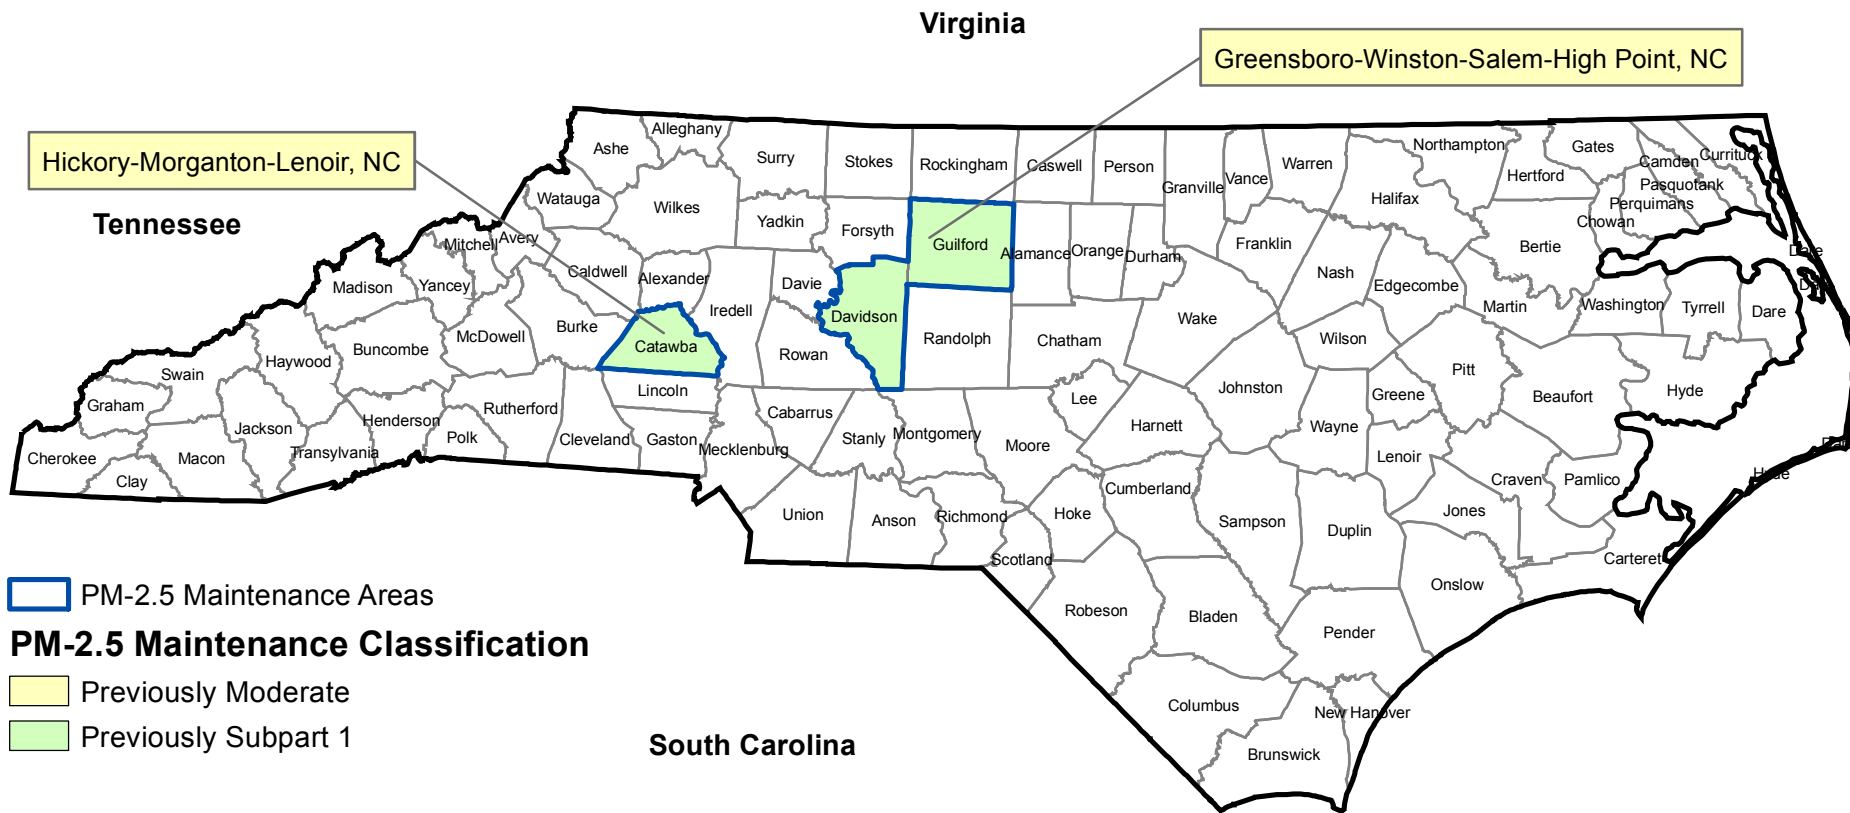 Virginia
Greensboro-Winston-Salem-High Point, NC
Hickory-Morganton-Lenoir, NC
Tennessee
Alleghany
Ashe
Surry
Stokes
Rockingham
Caswell
Person
Granville
Vance
Warren
Northampton
Gates
Camden
Currituck
Hertford
Pasquotank
Perquimans
Chowan
Halifax
Watauga
Wilkes
Yadkin
Forsyth
Guilford
Alamance
Orange
Durham
Franklin
Bertie
Mitchell
Avery
Caldwell
Alexander
Davie
Nash
Edgecombe
Dare
Madison
Yancey
Iredell
Davidson
Martin
Washington
Tyrrell
Dare
Burke
McDowell
Buncombe
Haywood
Catawba
Rowan
Randolph
Chatham
Wake
Wilson
Pitt
Swain
Graham
Lincoln
Johnston
Greene
Beaufort
Hyde
Lee
Rutherford
Henderson
Jackson
Transylvania
Polk
Cleveland
Gaston
Mecklenburg
Cabarrus
Stanly
Montgomery
Moore
Harnett
Wayne
Lenoir
Cherokee
Macon
Clay
Craven
Pamlico
Hyde
Cumberland
Union
Anson
Richmond
Hoke
Sampson
Duplin
Jones
Scotland
Carteret
Onslow
Robeson
Bladen
Pender
Columbus
New Hanover
Brunswick
PM-2.5 Maintenance Areas
PM-2.5 Maintenance Classification
Previously Moderate
Previously Subpart 1
South Carolina